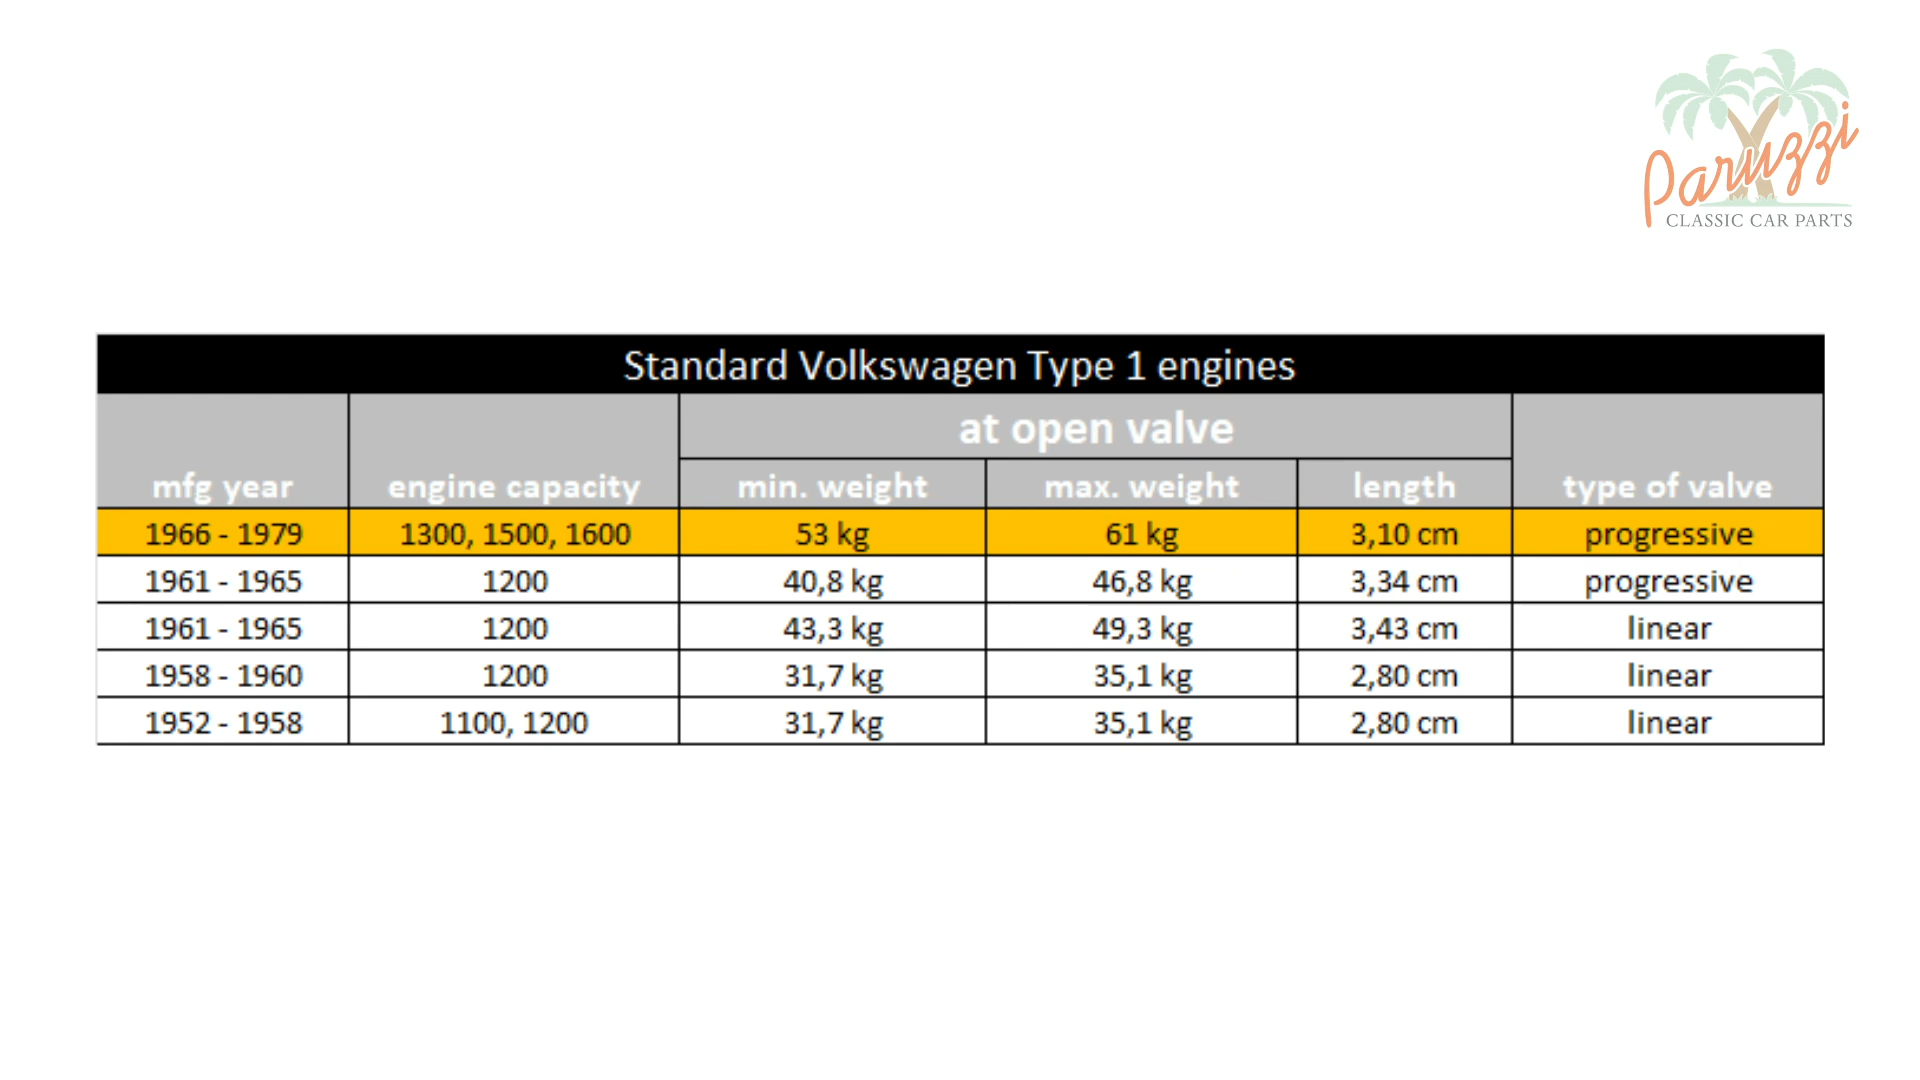 Paruzzi
CLASSIC CAR PARTS
Standard Volkswagen Type 1 engines
at open valve
mfg year engine capacity min. weight max. weight length type of valve
1966 - 1979 1300, 1500, 1600 53 kg 61 kg 3,10 cm progressive
1961 - 1965 1200 40,8 kg 46,8 kg 3,34 cm progressive
1961 - 1965 1200 43,3 kg 49,3 kg 3,43 cm linear
1958 - 1960 1200 31,7 kg 35,1 kg 2,80 cm linear
1952 - 1958 1100, 1200 31,7 kg 35,1 kg 2,80 cm linear